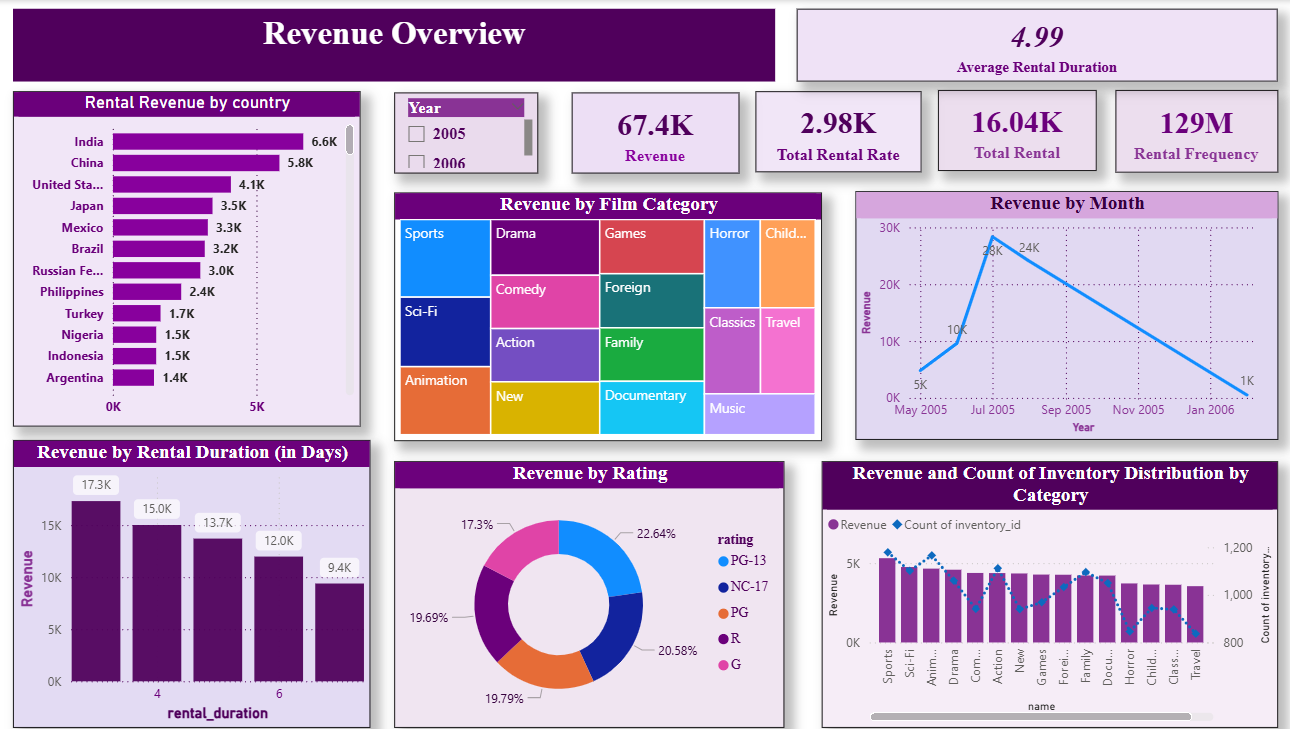 Revenue Overview
4.99
Average Rental Duration
Rental Revenue by country
India 6.6K
China 5.8K
United Sta... 4.1K
Japan 3.5K
Mexico 3.3K
Brazil 3.2K
Russian Fe... 3.0K
Philippines 2.4K
Turkey 1.7K
Nigeria 1.5K
Indonesia 1.5K
Argentina 1.4K
0K 5K
Year
2005
2006
67.4K
Revenue
2.98K
Total Rental Rate
16.04K
Total Rental
129M
Rental Frequency
Revenue by Film Category
Sports
Sci-Fi
Animation
Drama
Comedy
Action
New
Games
Foreign
Family
Documentary
Horror
Child...
Classics
Travel
Music
Revenue by Month
Revenue
30K
20K
10K
0K
5K
10K
28K
24K
1K
May 2005 Jul 2005 Sep 2005 Nov 2005 Jan 2006
Year
Revenue by Rental Duration (in Days)
Revenue
15K
10K
5K
0K
17.3K
15.0K
13.7K
12.0K
9.4K
4 6
rental_duration
Revenue by Rating
22.64%
20.58%
19.79%
19.69%
17.3%
rating
PG-13
NC-17
PG
R
G
Revenue and Count of Inventory Distribution by
Category
Revenue Count of inventory_id
Revenue
5K
0K
1,200
1,000
800
Count of inventory...
Sports
Sci-Fi
Anim...
Drama
Com...
Action
New
Games
Forei...
Family
Docu...
Horror
Child...
Class...
Travel
name